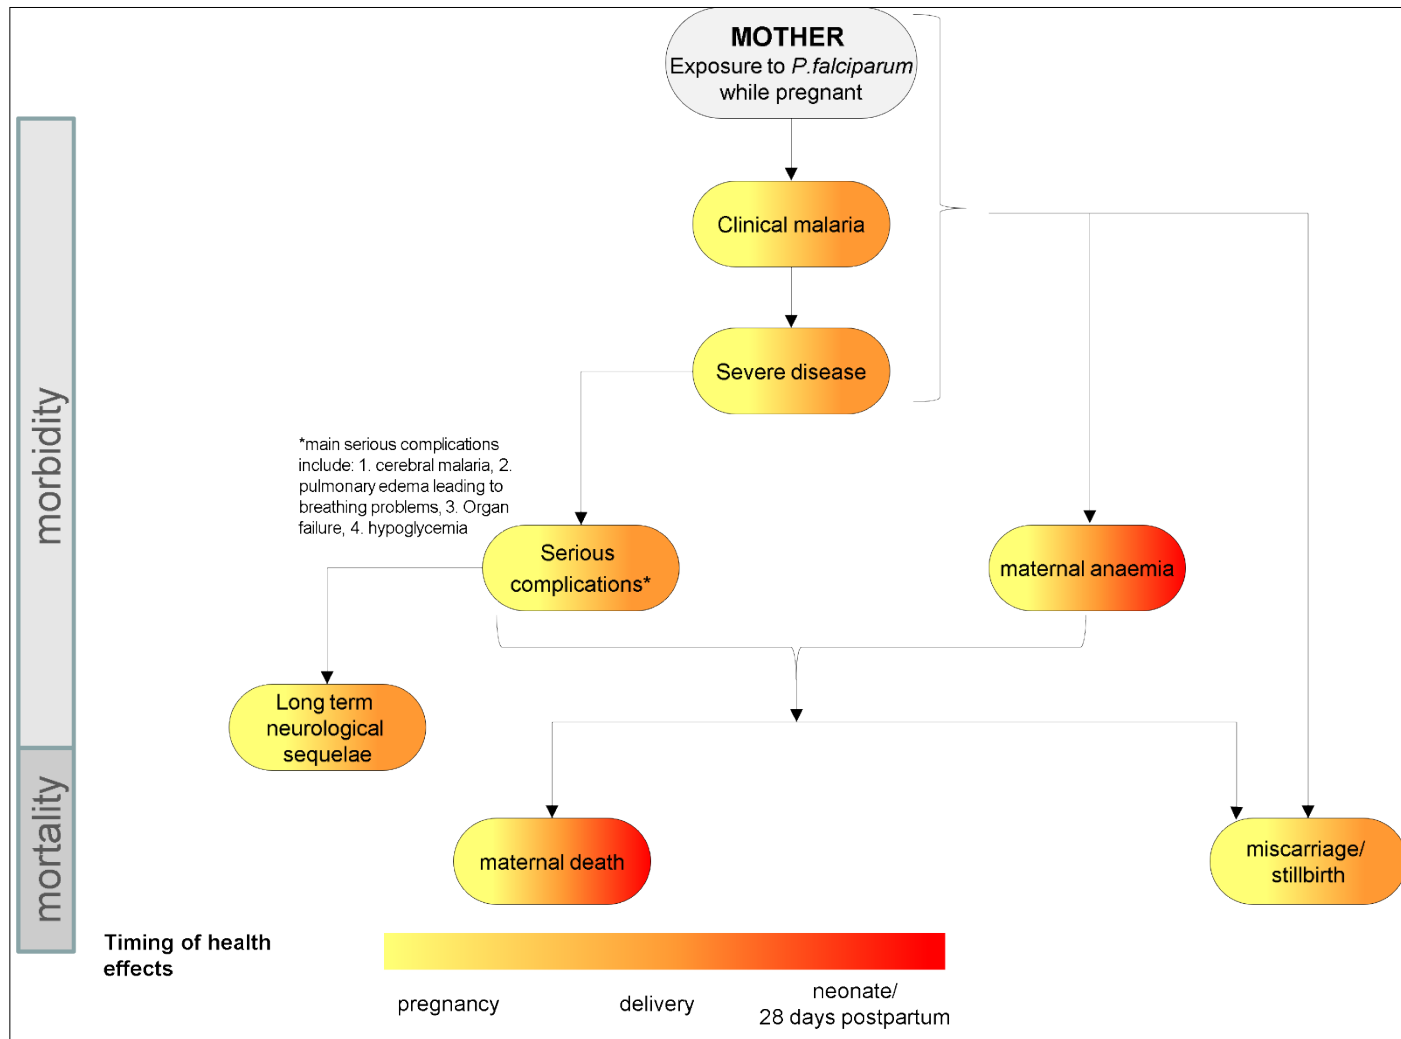 MOTHER
Exposure to P.falciparum
while pregnant
Clinical malaria
Severe disease
*main serious complications
include: 1. cerebral malaria, 2.
pulmonary edema leading to
breathing problems, 3. Organ
failure, 4. hypoglycemia
Serious
complications*
maternal anaemia
Long term
neurological
sequelae
maternal death
miscarriage/
stillbirth
morbidity
mortality
Timing of health
effects
pregnancy
delivery
neonate/
28 days postpartum